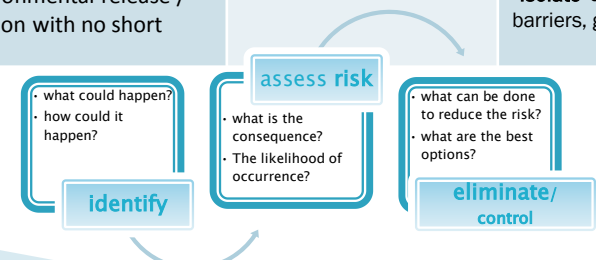 onmental release /
on with no short
isolate
barriers, g
• what could happen?
• how could it
happen?
identify
assess risk
• what is the
consequence?
• The likelihood of
occurrence?
• what can be done
to reduce the risk?
• what are the best
options?
eliminate/
control